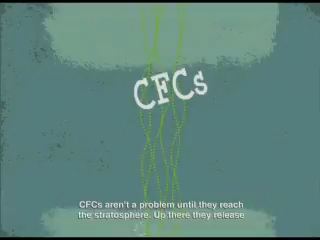 CFCs
CFCs aren't a problem until they reach
the stratosphere. Up there they release